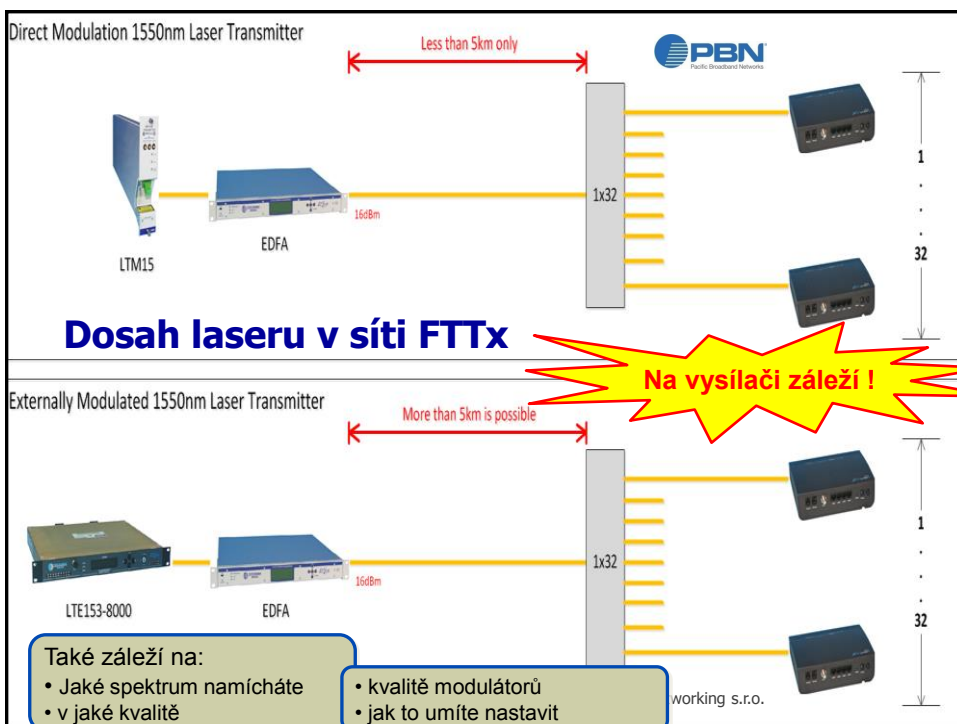 Direct Modulation 1550nm Laser Transmitter
Less than 5km only
PBN
Pacific Broadband Networks
1x32
1
.
.
32
16dBm
EDFA
LTM15
Dosah laseru v síti FTTx
Na vysílači záleží !
Externally Modulated 1550nm Laser Transmitter
More than 5km is possible
1x32
1
.
.
32
16dBm
LTE153-8000
EDFA
Také záleží na:
• Jaké spektrum namícháte
• v jaké kvalitě
• kvalitě modulátorů
• jak to umíte nastavit
working s.r.o.